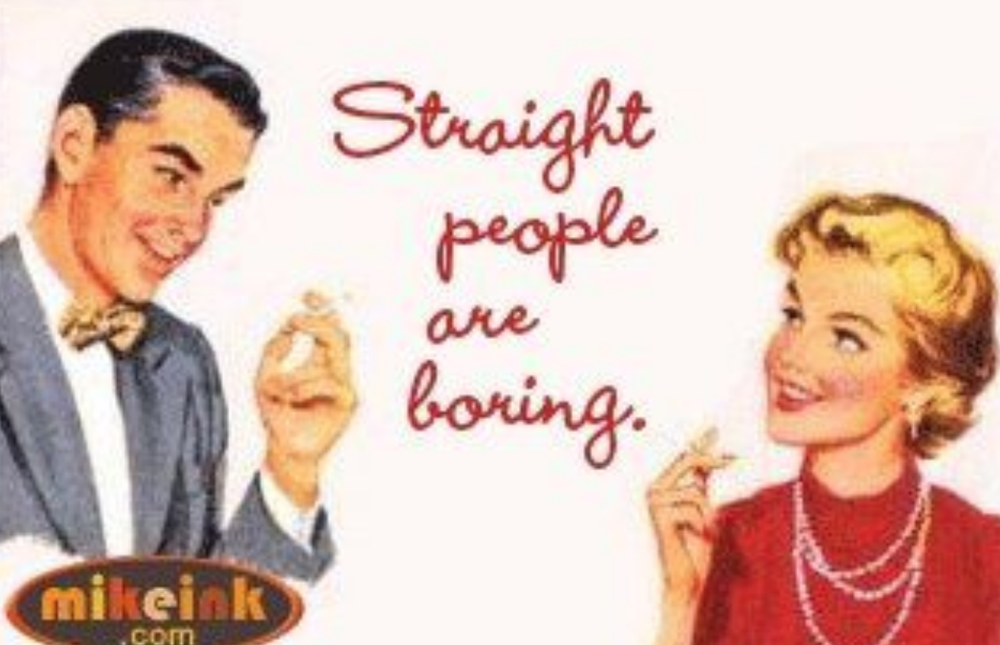 Straight
people
are
boring.
mikeink
.com